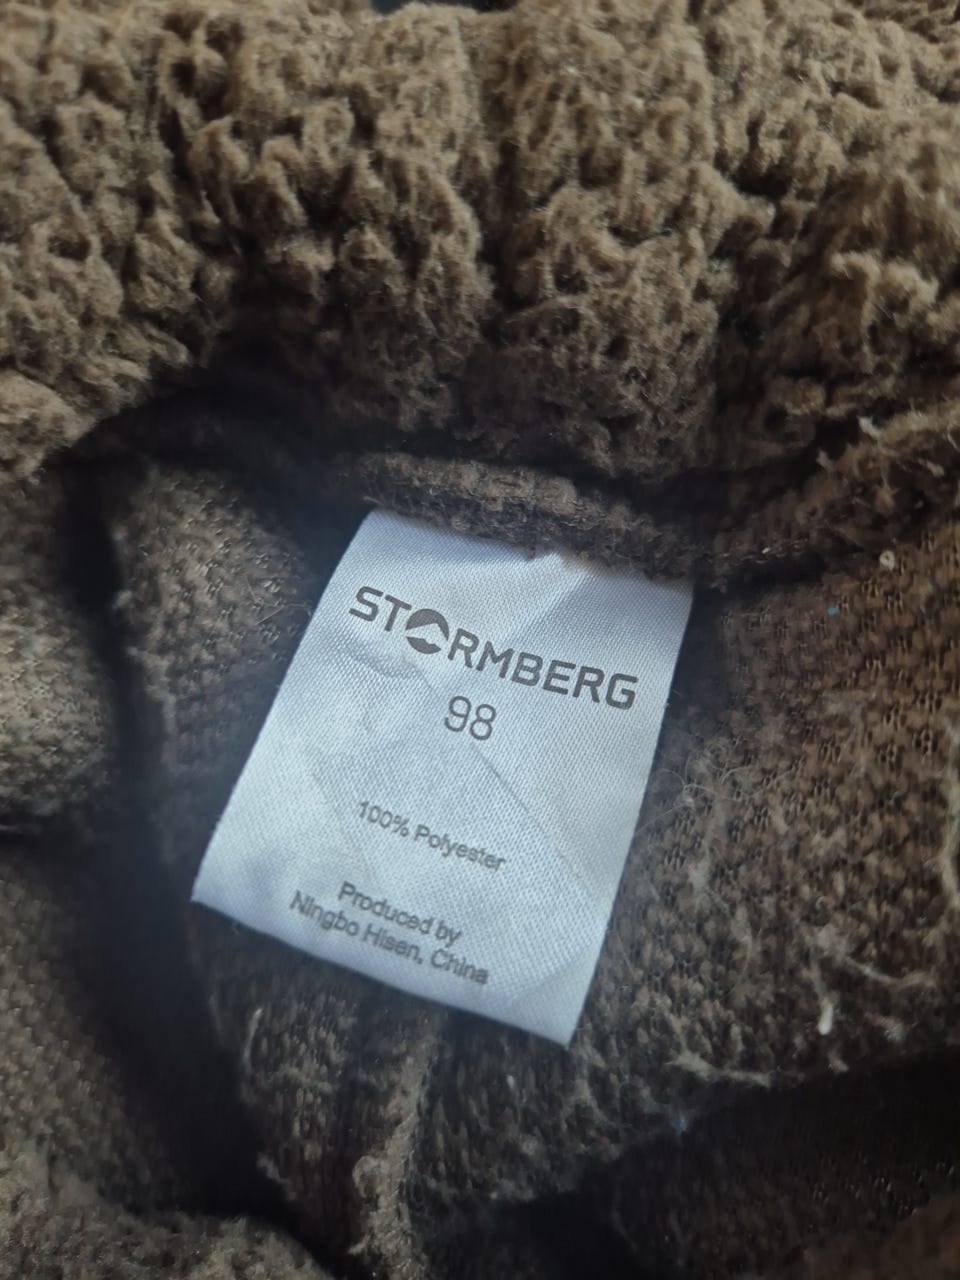 STORMBERG
98
100% Polyester
Produced by
Ningbo Hisen, China